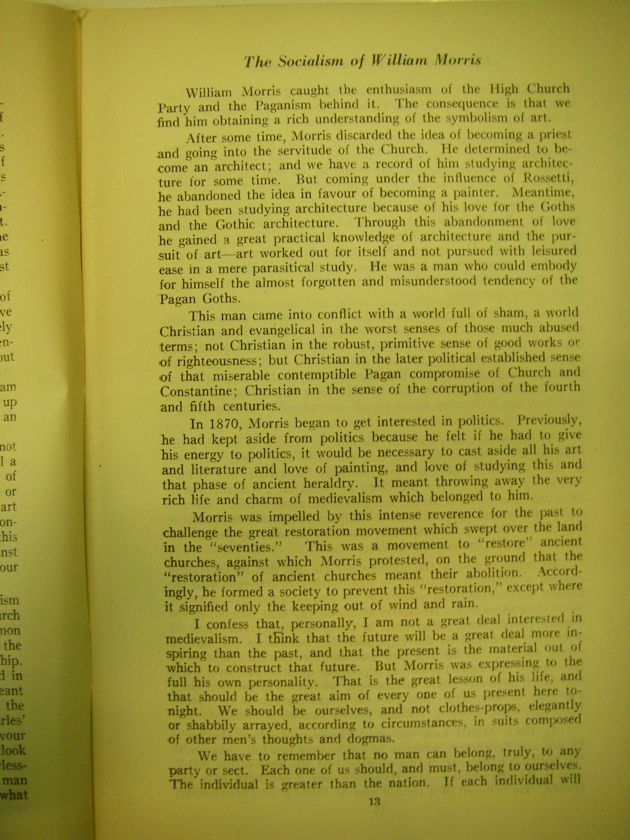 The Socialism of William Morris
William Morris caught the enthusiasm of the High Church
Party and the Paganism behind it. The consequence is that we
find him obtaining a rich understanding of the symbolism of art.
After some time, Morris discarded the idea of becoming a priest
and going into the servitude of the Church. He determined to be-
come an architect; and we have a record of him studying architec-
ture for some time. But coming under the influence of Rossetti,
he abandoned the idea in favour of becoming a painter. Meantime,
he had been studying architecture because of his love for the Goths
and the Gothic architecture. Through this abandonment of love
he gained a great practical knowledge of architecture and the pur-
suit of art—art worked out for itself and not pursued with leisured
ease in a mere parasitical study. He was a man who could embody
for himself the almost forgotten and misunderstood tendency of the
Pagan Goths.
This man came into conflict with a world full of sham, a world
Christian and evangelical in the worst senses of those much abused
terms; not Christian in the robust, primitive sense of good works or
of righteousness; but Christian in the later political established sense
of that miserable contemptible Pagan compromise of Church and
Constantine; Christian in the sense of the corruption of the fourth
and fifth centuries.
In 1870, Morris began to get interested in politics. Previously,
he had kept aside from politics because he felt if he had to give
his energy to politics, it would be necessary to cast aside all his art
and literature and love of painting, and love of studying this and
that phase of ancient heraldry. It meant throwing away the very
rich life and charm of medievalism which belonged to him.
Morris was impelled by this intense reverence for the past to
challenge the great restoration movement which swept over the land
in the "seventies." This was a movement to "restore" ancient
churches, against which Morris protested, on the ground that the
"restoration" of ancient churches meant their abolition. Accord-
ingly, he formed a society to prevent this "restoration," except where
it signified only the keeping out of wind and rain.
I confess that, personally, I am not a great deal interested in
medievalism. I think that the future will be a great deal more in-
spiring than the past, and that the present is the material out of
which to construct that future. But Morris was expressing to the
full his own personality. That is the great lesson of his life, and
that should be the great aim of every one of us present here to-
night. We should be ourselves, and not clothes-props, elegantly
or shabbily arrayed, according to circumstances, in suits composed
of other men's thoughts and dogmas.
We have to remember that no man can belong, truly, to any
party or sect. Each one of us should, and must, belong to ourselves.
The individual is greater than the nation. If each individual will
13